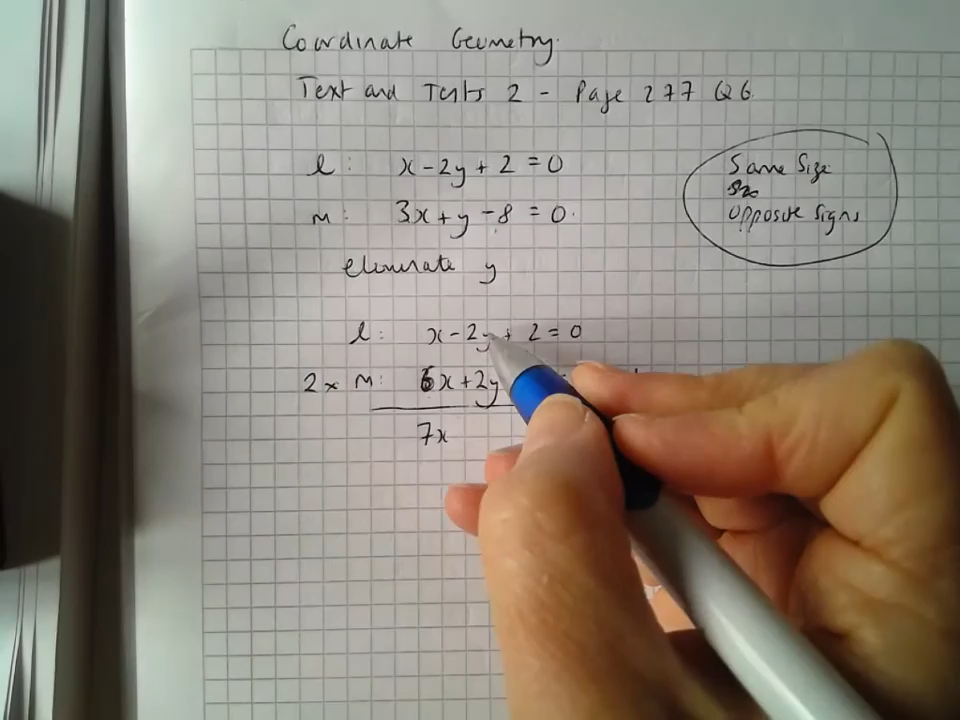 Coordinate Geometry.
Text and Tests 2 - Page 277 Q6.
l: x-2y+2=0
m: 3x+y-8=0.
Same Size
opposite signs
eliminate y
l: x-2y+2=0
2x m: 6x+2y
7x